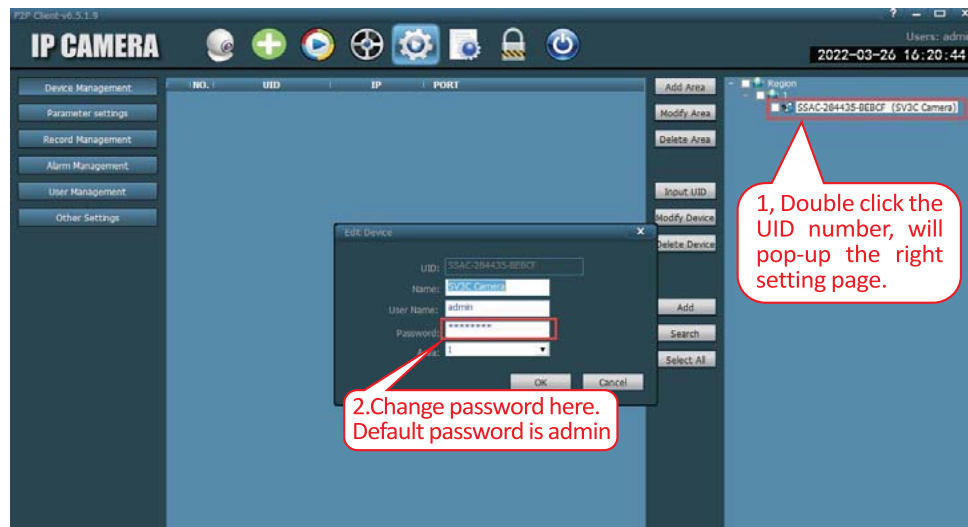 P2P Client-v6.5.1.9
? – □ x
IP CAMERA
Users: admi
2022-03-26 16:20:44
Device Management
Parameter settings
Record Management
Alarm Management
User Management
Other Settings
NO. UID IP PORT
Add Area
Modify Area
Delete Area
Input UID
Modify Device
Delete Device
Add
Search
Select All
Region
1
SSAC-284435-BEBCF (SV3C Camera)
1, Double click the
UID number, will
pop-up the right
setting page.
Edit Device x
UID: SSAC-284435-BEBCF
Name: SV3C Camera
User Name: admin
Password: ********
Area: 1
OK Cancel
2.Change password here.
Default password is admin